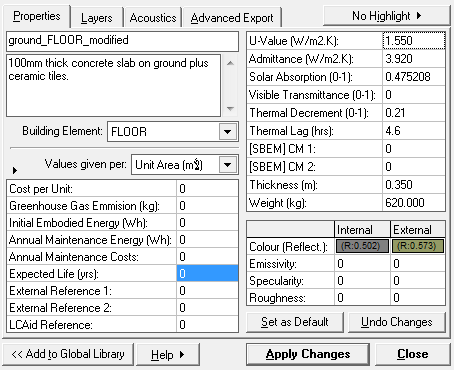 Properties Layers Acoustics Advanced Export No Highlight
ground_FLOOR_modified
100mm thick concrete slab on ground plus
ceramic tiles.
Building Element: FLOOR
Values given per: Unit Area (m²)
Cost per Unit: 0
Greenhouse Gas Emmision (kg): 0
Initial Embodied Energy (Wh): 0
Annual Maintenance Energy (Wh): 0
Annual Maintenance Costs: 0
Expected Life (yrs): 0
External Reference 1: 0
External Reference 2: 0
LCAid Reference: 0
U-Value (W/m2.K): 1.550
Admittance (W/m2.K): 3.920
Solar Absorption (0-1): 0.475208
Visible Transmittance (0-1): 0
Thermal Decrement (0-1): 0.21
Thermal Lag (hrs): 4.6
[SBEM] CM 1: 0
[SBEM] CM 2: 0
Thickness (m): 0.350
Weight (kg): 620.000
Internal External
Colour (Reflect.): (R:0.502) (R:0.573)
Emissivity: 0 0
Specularity: 0 0
Roughness: 0 0
Set as Default Undo Changes
<< Add to Global Library Help Apply Changes Close